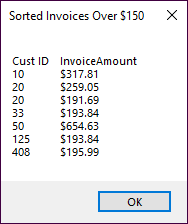 Sorted Invoices Over $150
Cust ID InvoiceAmount
10 $317.81
20 $259.05
20 $191.69
33 $193.84
50 $654.63
125 $193.84
408 $195.99
OK